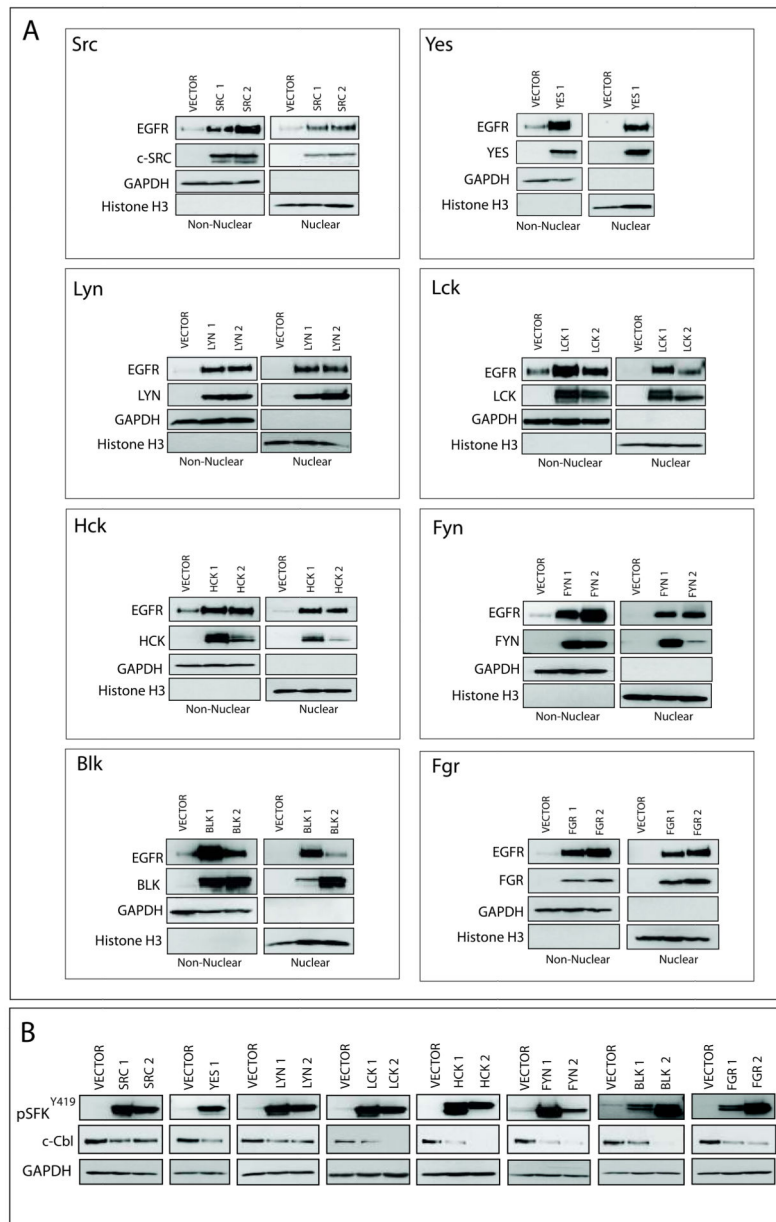 A
Src
VECTOR SRC 1 SRC 2 VECTOR SRC 1 SRC 2
EGFR
c-SRC
GAPDH
Histone H3
Non-Nuclear Nuclear
Yes
VECTOR YES 1 VECTOR YES 1
EGFR
YES
GAPDH
Histone H3
Non-Nuclear Nuclear
Lyn
VECTOR LYN 1 LYN 2 VECTOR LYN 1 LYN 2
EGFR
LYN
GAPDH
Histone H3
Non-Nuclear Nuclear
Lck
VECTOR LCK 1 LCK 2 VECTOR LCK 1 LCK 2
EGFR
LCK
GAPDH
Histone H3
Non-Nuclear Nuclear
Hck
VECTOR HCK 1 HCK 2 VECTOR HCK 1 HCK 2
EGFR
HCK
GAPDH
Histone H3
Non-Nuclear Nuclear
Fyn
VECTOR FYN 1 FYN 2 VECTOR FYN 1 FYN 2
EGFR
FYN
GAPDH
Histone H3
Non-Nuclear Nuclear
Blk
VECTOR BLK 1 BLK 2 VECTOR BLK 1 BLK 2
EGFR
BLK
GAPDH
Histone H3
Non-Nuclear Nuclear
Fgr
VECTOR FGR 1 FGR 2 VECTOR FGR 1 FGR 2
EGFR
FGR
GAPDH
Histone H3
Non-Nuclear Nuclear
B
VECTOR SRC 1 SRC 2 VECTOR YES 1 VECTOR LYN 1 LYN 2 VECTOR LCK 1 LCK 2 VECTOR HCK 1 HCK 2 VECTOR FYN 1 FYN 2 VECTOR BLK 1 BLK 2 VECTOR FGR 1 FGR 2
pSFK Y419
c-Cbl
GAPDH